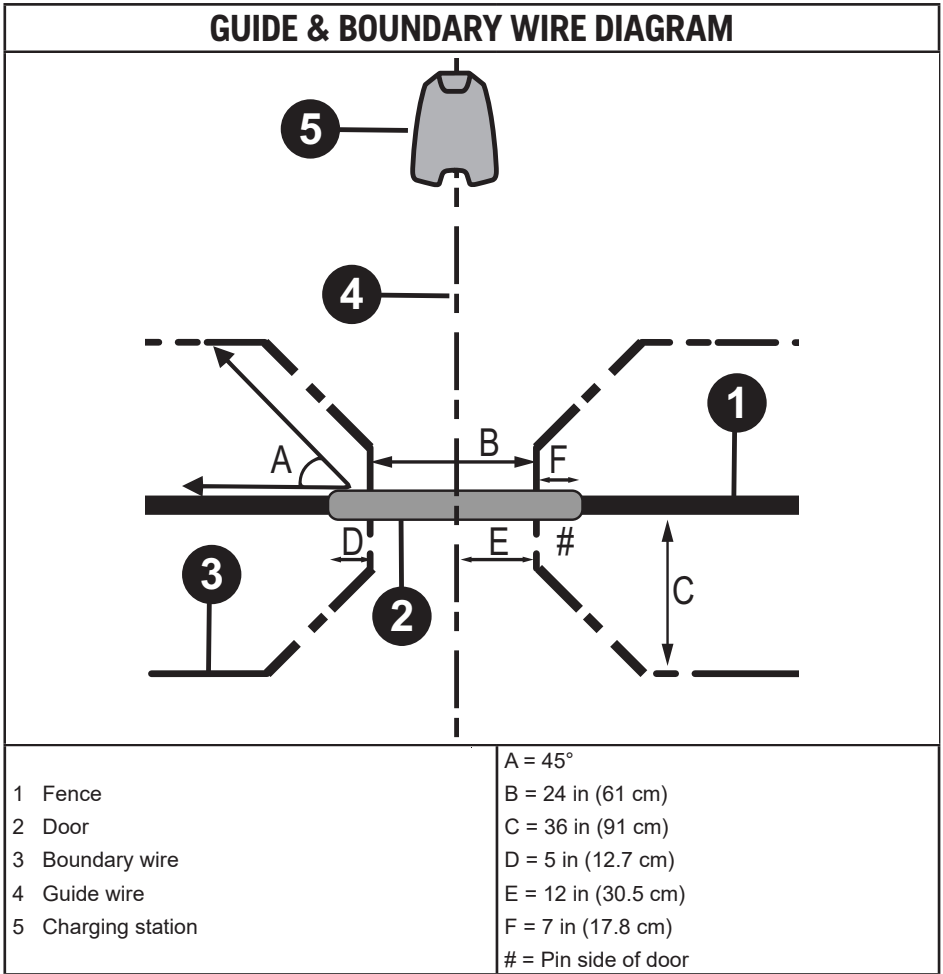 GUIDE & BOUNDARY WIRE DIAGRAM
5
4
1
B
A
F
D
E
#
3
C
2
1 Fence
2 Door
3 Boundary wire
4 Guide wire
5 Charging station
A = 45°
B = 24 in (61 cm)
C = 36 in (91 cm)
D = 5 in (12.7 cm)
E = 12 in (30.5 cm)
F = 7 in (17.8 cm)
# = Pin side of door